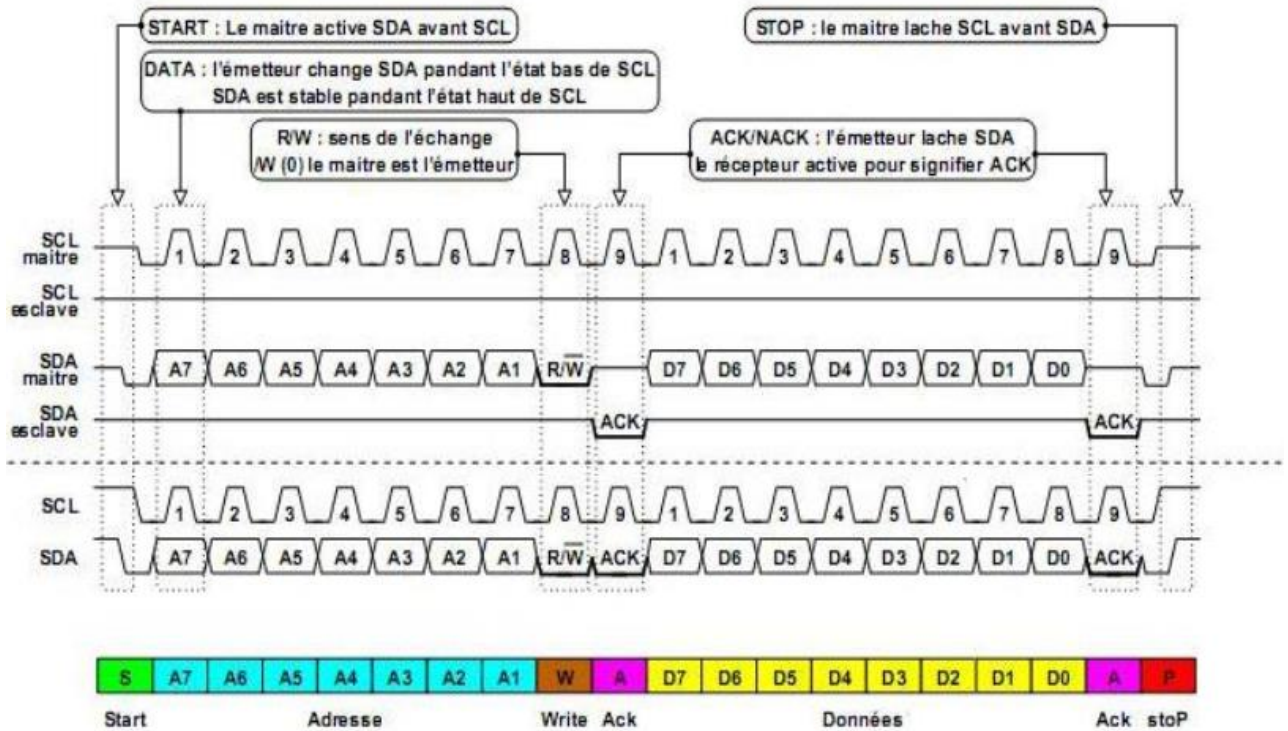 START : Le maitre active SDA avant SCL
STOP : le maitre lache SCL avant SDA
DATA : l'émetteur change SDA pandant l'état bas de SCL
SDA est stable pandant l'état haut de SCL
R/W : sens de l'échange
/W (0) le maitre est l'émetteur
ACK/NACK : l'émetteur lache SDA
le récepteur active pour signifier ACK
SCL
maitre
1 2 3 4 5 6 7 8 9 1 2 3 4 5 6 7 8 9
SCL
esclave
SDA
maitre
A7 A6 A5 A4 A3 A2 A1 R/W D7 D6 D5 D4 D3 D2 D1 D0
SDA
esclave
ACK ACK
SCL 1 2 3 4 5 6 7 8 9 1 2 3 4 5 6 7 8 9
SDA A7 A6 A5 A4 A3 A2 A1 R/W ACK D7 D6 D5 D4 D3 D2 D1 D0 ACK
S A7 A6 A5 A4 A3 A2 A1 W A D7 D6 D5 D4 D3 D2 D1 D0 A P
Start Adresse Write Ack Données Ack stoP